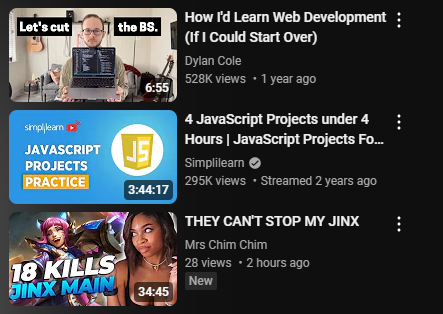 Let's cut the BS.
6:55
How I'd Learn Web Development
(If I Could Start Over)
Dylan Cole
528K views • 1 year ago
simplilearn
JAVASCRIPT
PROJECTS
PRACTICE
JS
3:44:17
4 JavaScript Projects under 4
Hours | JavaScript Projects Fo...
Simplilearn
295K views • Streamed 2 years ago
18 KILLS
JINX MAIN
34:45
THEY CAN'T STOP MY JINX
Mrs Chim Chim
28 views • 2 hours ago
New